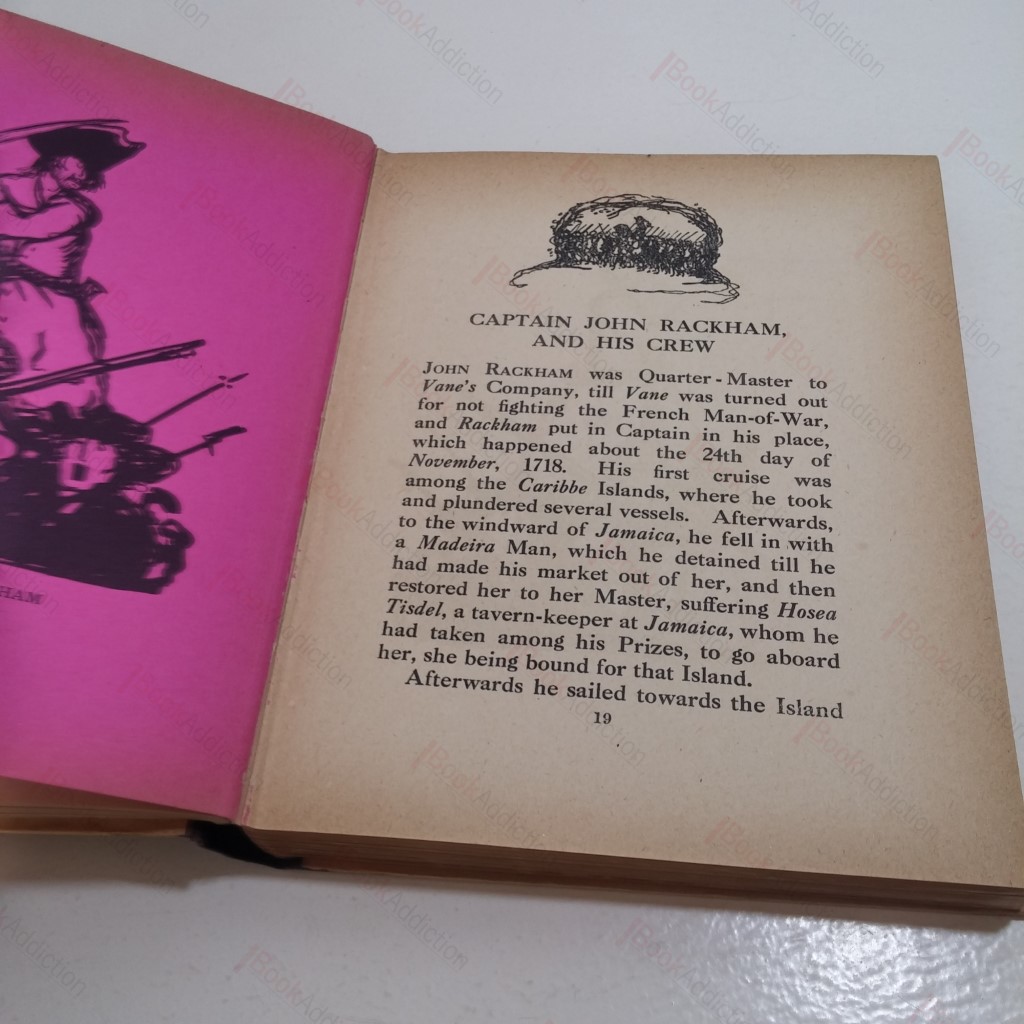 HAM
CAPTAIN JOHN RACKHAM,
AND HIS CREW
JOHN RACKHAM was Quarter-Master to
Vane's Company, till Vane was turned out
for not fighting the French Man-of-War,
and Rackham put in Captain in his place,
which happened about the 24th day of
November, 1718. His first cruise was
among the Caribbe Islands, where he took
and plundered several vessels. Afterwards,
to the windward of Jamaica, he fell in with
a Madeira Man, which he detained till he
had made his market out of her, and then
restored her to her Master, suffering Hosea
Tisdel, a tavern-keeper at Jamaica, whom he
had taken among his Prizes, to go aboard
her, she being bound for that Island.
Afterwards he sailed towards the Island
19
BookAddiction